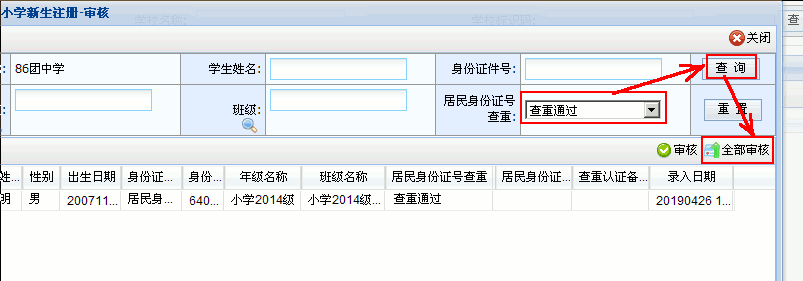 小学新生注册-审核
查
关闭
: 86团中学 学生姓名: 身份证件号: 查 询
: 班级: 居民身份证号
查重: 查重通过 重 置
审核 全部审核
姓... 性别 出生日期 身份证... 身份... 年级名称 班级名称 居民身份证号查重 居民身份证... 查重认证备... 录入日期
明 男 200711... 居民身... 640... 小学2014级 小学2014级... 查重通过 20190426 1...